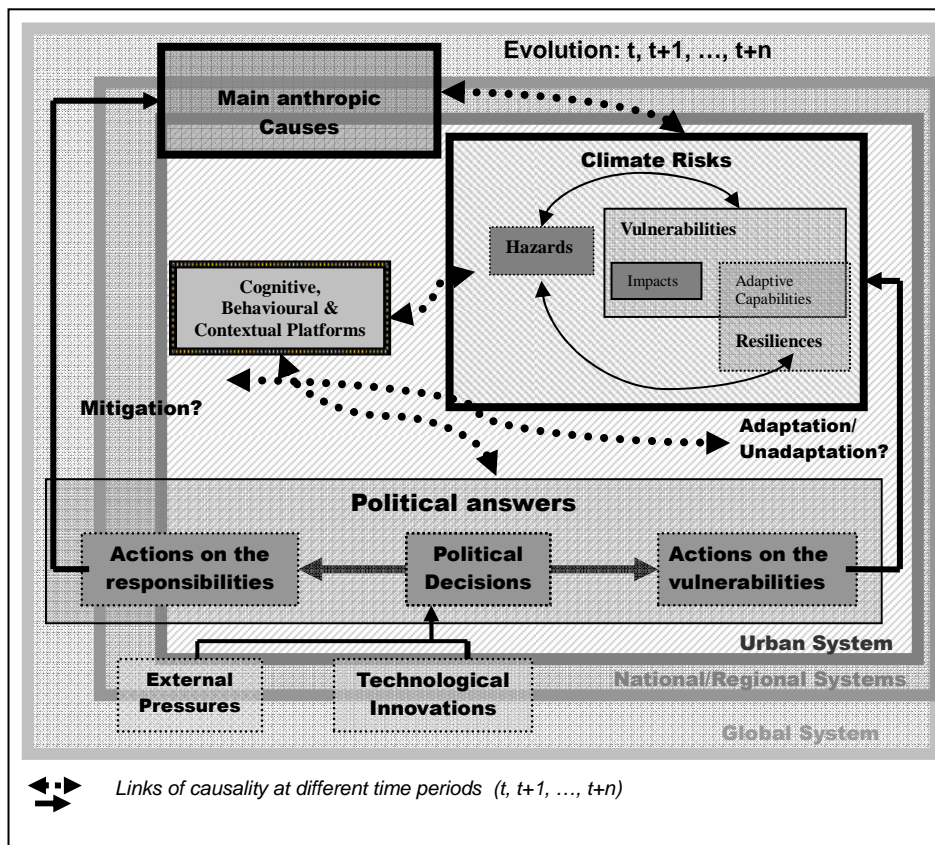 Evolution: t, t+1, …, t+n
Main anthropic
Causes
Climate Risks
Vulnerabilities
Hazards
Impacts
Adaptive
Capabilities
Resiliences
Cognitive,
Behavioural &
Contextual Platforms
Mitigation?
Adaptation/
Unadaptation?
Political answers
Actions on the
responsibilities
Political
Decisions
Actions on the
vulnerabilities
Urban System
External
Pressures
Technological
Innovations
National/Regional Systems
Global System
Links of causality at different time periods (t, t+1, …, t+n)